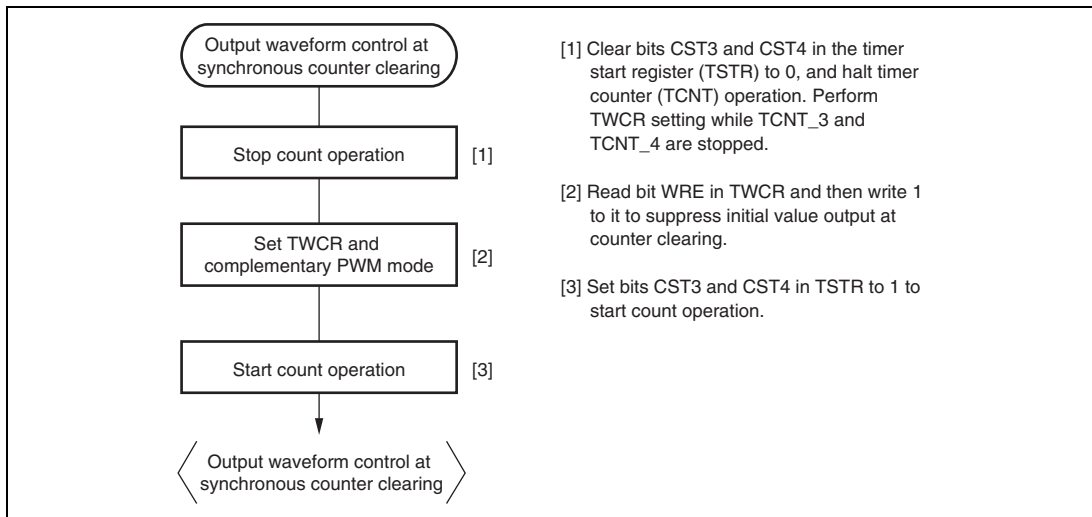 Output waveform control at
synchronous counter clearing
Stop count operation
[1]
Set TWCR and
complementary PWM mode
[2]
Start count operation
[3]
Output waveform control at
synchronous counter clearing
[1] Clear bits CST3 and CST4 in the timer
start register (TSTR) to 0, and halt timer
counter (TCNT) operation. Perform
TWCR setting while TCNT_3 and
TCNT_4 are stopped.
[2] Read bit WRE in TWCR and then write 1
to it to suppress initial value output at
counter clearing.
[3] Set bits CST3 and CST4 in TSTR to 1 to
start count operation.